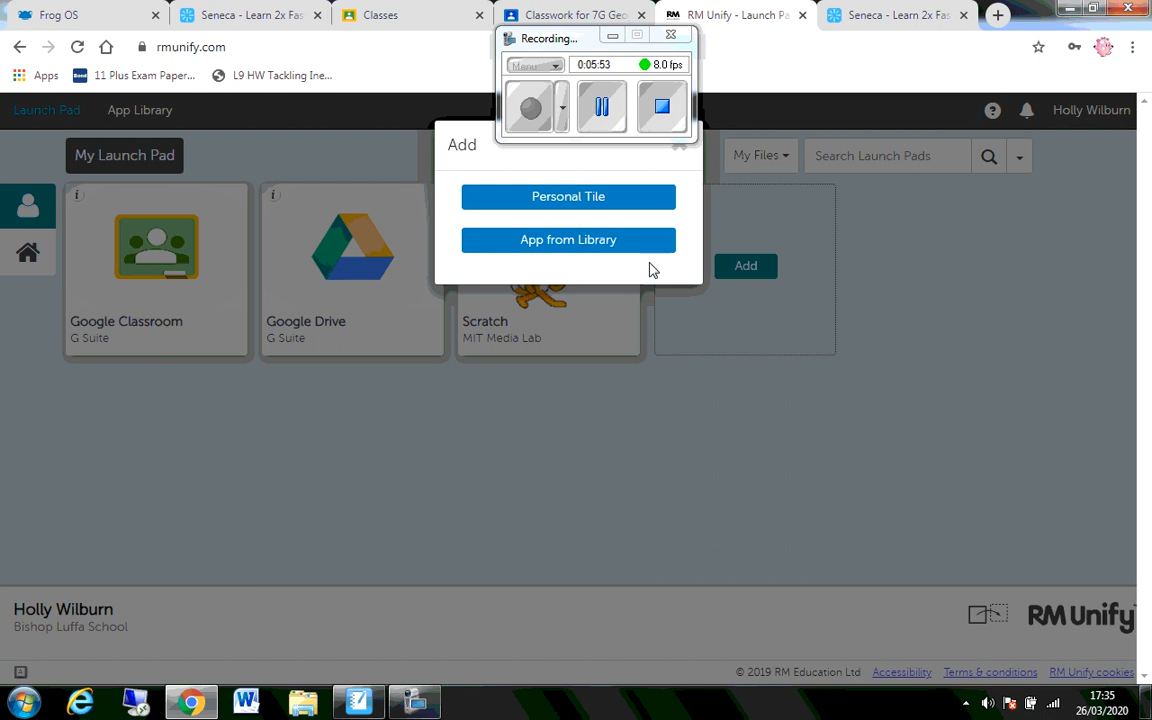 Frog OS
Seneca - Learn 2x Fas
Classes
Classwork for 7G Geo
RM Unify - Launch Pa
Seneca - Learn 2x Fas
rmunify.com
Apps
11 Plus Exam Paper...
L9 HW Tackling Ine...
Recording...
Menu
0:05:53
8.0 fps
Launch Pad
App Library
Holly Wilburn
My Launch Pad
My Files
Search Launch Pads
Add
Personal Tile
App from Library
Add
Google Classroom
G Suite
Google Drive
G Suite
Scratch
MIT Media Lab
Holly Wilburn
Bishop Luffa School
RM Unify
© 2019 RM Education Ltd
Accessibility
Terms & conditions
RM Unify cookies
17:35
26/03/2020